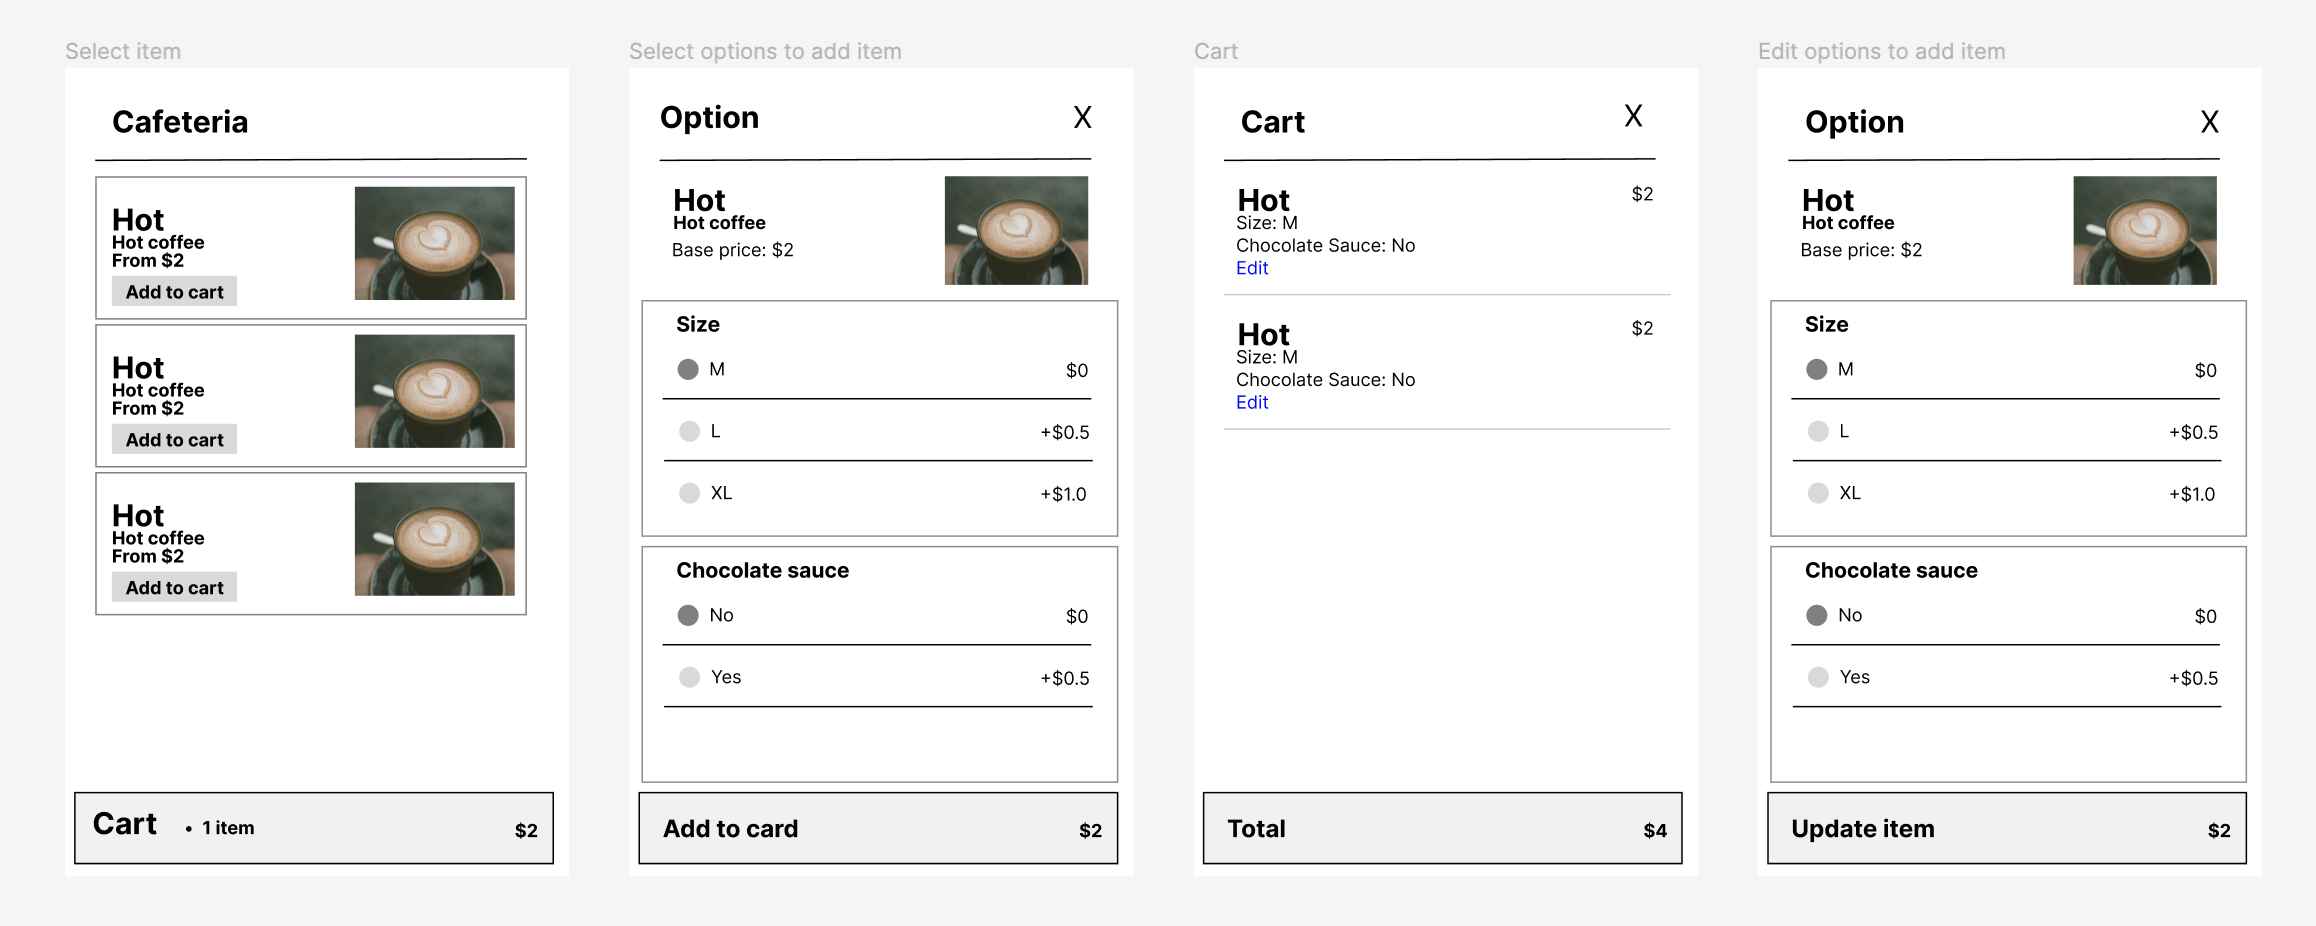 Select item
Cafeteria
Hot
Hot coffee
From $2
Add to cart
Hot
Hot coffee
From $2
Add to cart
Hot
Hot coffee
From $2
Add to cart
Cart • 1 item $2
Select options to add item
Option X
Hot
Hot coffee
Base price: $2
Size
M $0
L +$0.5
XL +$1.0
Chocolate sauce
No $0
Yes +$0.5
Add to card $2
Cart
Cart X
Hot $2
Size: M
Chocolate Sauce: No
Edit
Hot $2
Size: M
Chocolate Sauce: No
Edit
Total $4
Edit options to add item
Option X
Hot
Hot coffee
Base price: $2
Size
M $0
L +$0.5
XL +$1.0
Chocolate sauce
No $0
Yes +$0.5
Update item $2